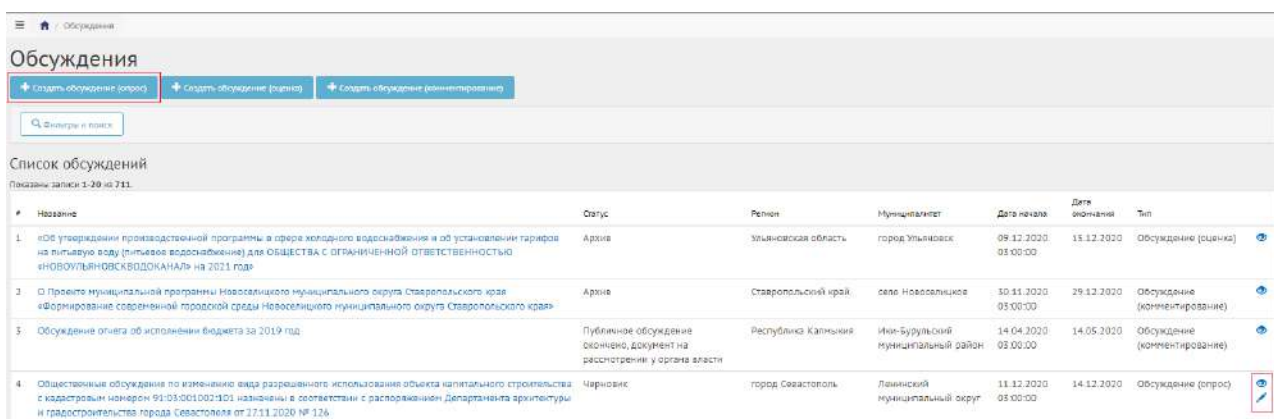 Обсуждения
Обсуждения
Создать обсуждение (опрос) Создать обсуждение (оценка) Создать обсуждение (комментирование)
Фильтры и поиск
Список обсуждений
Показаны записи 1-20 из 711.
# Название Статус Регион Муниципалитет Дата начала Дата окончания Тип
1 «Об утверждении производственной программы в сфере холодного водоснабжения и об установлении тарифов Архив Ульяновская область город Ульяновск 09.12.2020 15.12.2020 Обсуждение (оценка)
на питьевую воду (питьевое водоснабжение) для ОБЩЕСТВА С ОГРАНИЧЕННОЙ ОТВЕТСТВЕННОСТЬЮ 03:00:00
«НОВОУЛЬЯНОВСКВОДОКАНАЛ» на 2021 год»
2 О Проекте муниципальной программы Новоселицкого муниципального округа Ставропольского края Архив Ставропольский край село Новоселицкое 30.11.2020 29.12.2020 Обсуждение
«Формирование современной городской среды Новоселицкого муниципального округа Ставропольского края» 03:00:00 (комментирование)
3 Обсуждение отчета об исполнении бюджета за 2019 год Публичное обсуждение Республика Калмыкия Ики-Бурульский 14.04.2020 14.05.2020 Обсуждение
окончено, документ на муниципальный район 03:00:00 (комментирование)
рассмотрении у органа власти
4 Общественные обсуждения по изменению вида разрешенного использования объекта капитального строительства Черновик город Севастополь Ленинский 11.12.2020 14.12.2020 Обсуждение (опрос)
с кадастровым номером 91:03:001002:101 назначены в соответствии с распоряжением Департамента архитектуры муниципальный округ 03:00:00
и градостроительства города Севастополя от 27.11.2020 № 126